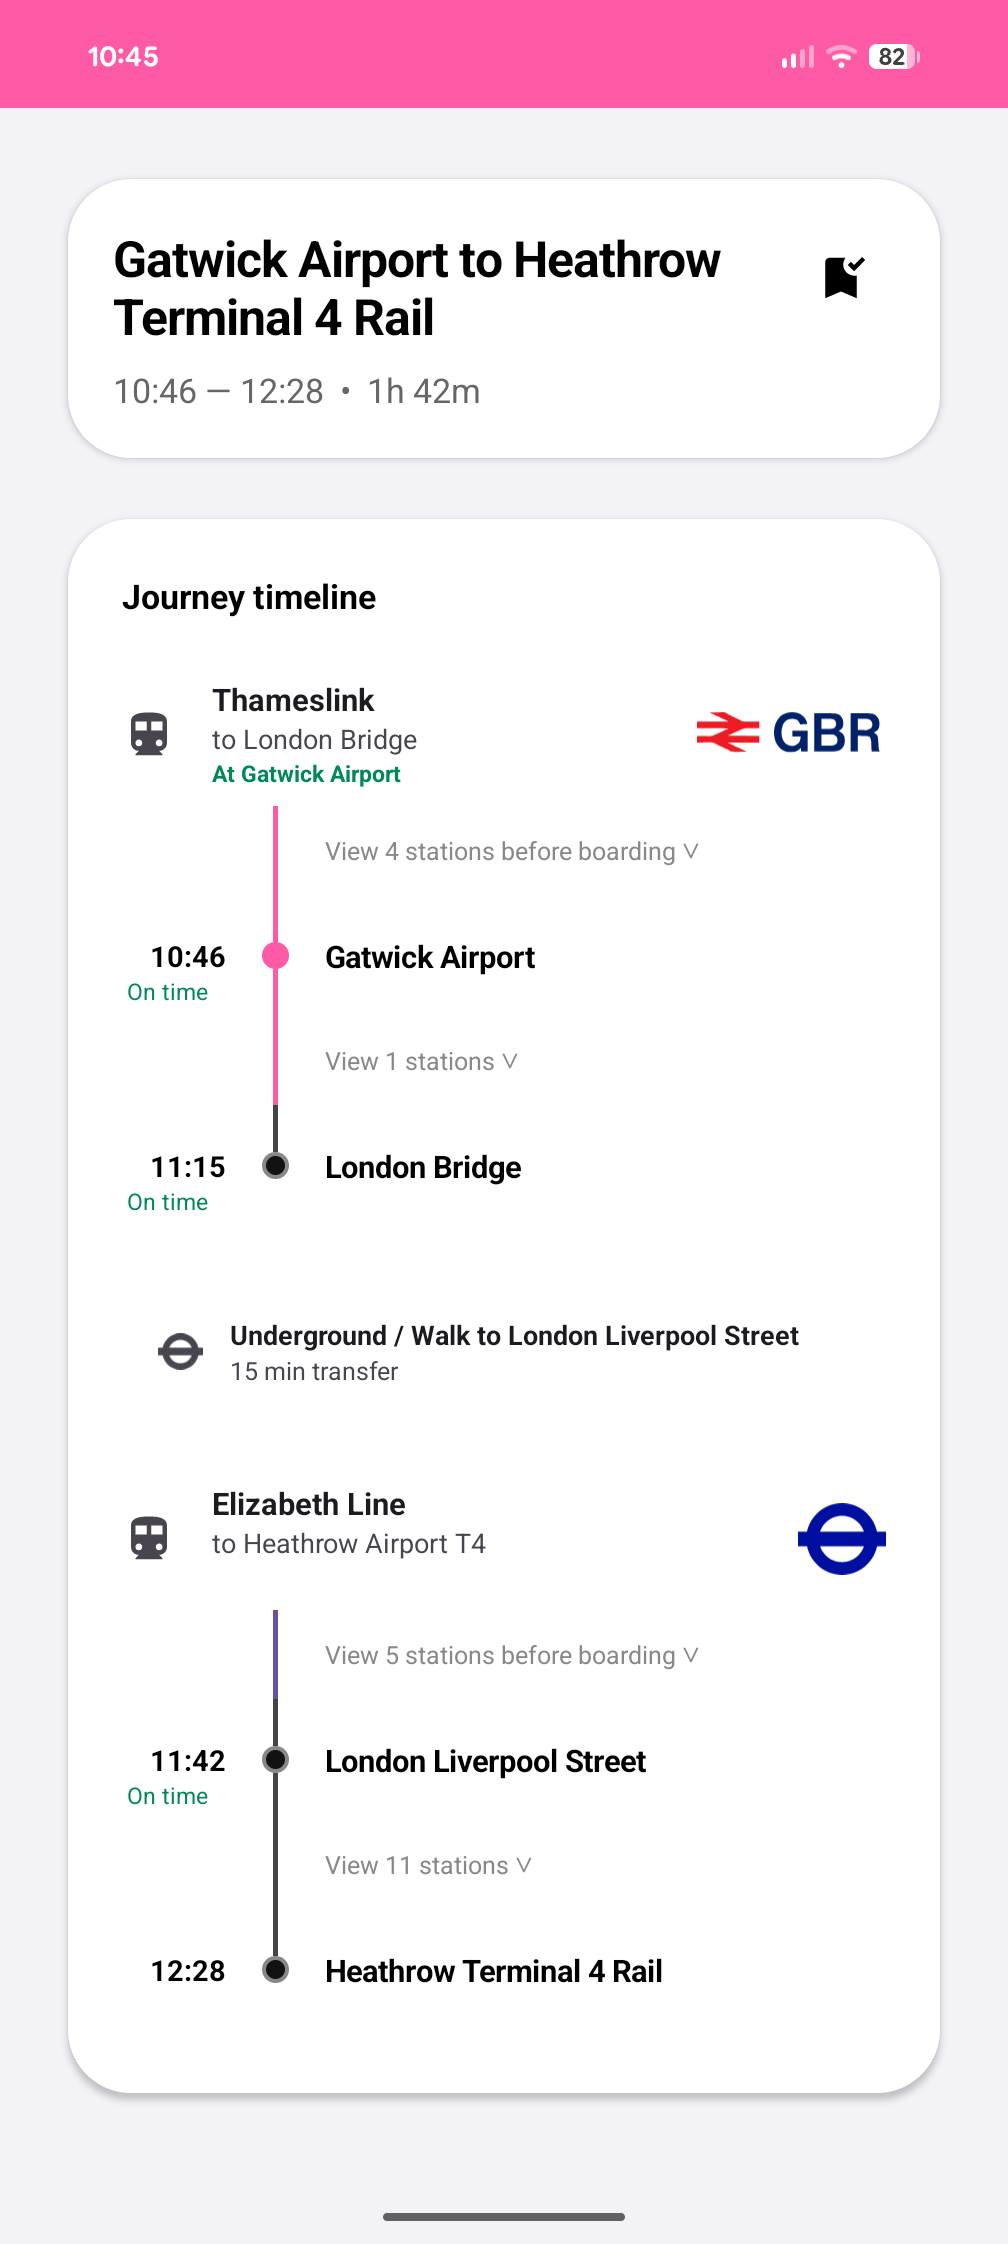 10:45
82
Gatwick Airport to Heathrow
Terminal 4 Rail
10:46 — 12:28 • 1h 42m
Journey timeline
Thameslink
to London Bridge
At Gatwick Airport
GBR
View 4 stations before boarding
10:46
Gatwick Airport
On time
View 1 stations
11:15
London Bridge
On time
Underground / Walk to London Liverpool Street
15 min transfer
Elizabeth Line
to Heathrow Airport T4
View 5 stations before boarding
11:42
London Liverpool Street
On time
View 11 stations
12:28
Heathrow Terminal 4 Rail